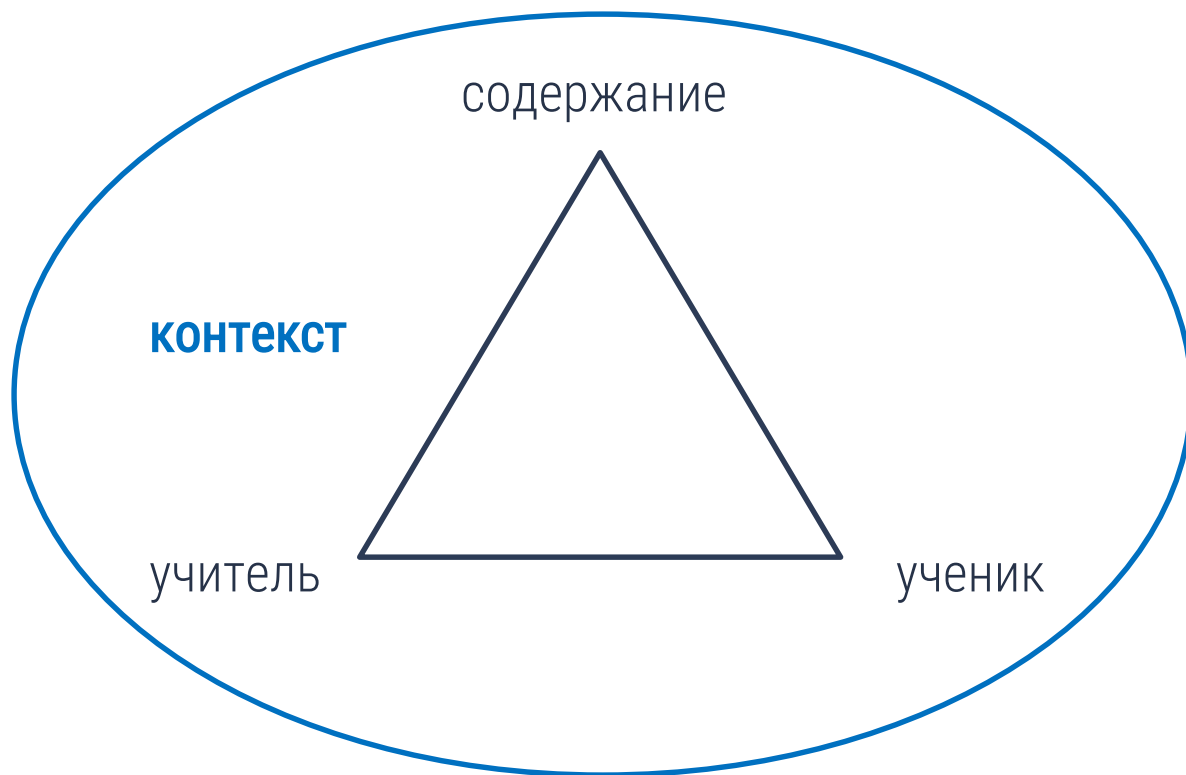 содержание
контекст
учитель
ученик